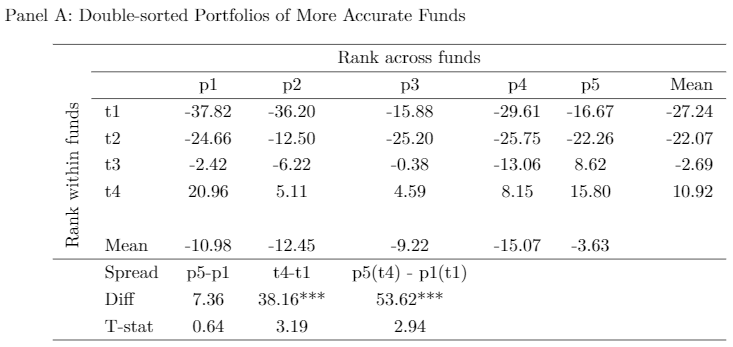 Panel A: Double-sorted Portfolios of More Accurate Funds
Rank across funds
p1 p2 p3 p4 p5 Mean
Rank within funds
t1 -37.82 -36.20 -15.88 -29.61 -16.67 -27.24
t2 -24.66 -12.50 -25.20 -25.75 -22.26 -22.07
t3 -2.42 -6.22 -0.38 -13.06 8.62 -2.69
t4 20.96 5.11 4.59 8.15 15.80 10.92
Mean -10.98 -12.45 -9.22 -15.07 -3.63
Spread p5-p1 t4-t1 p5(t4) - p1(t1)
Diff 7.36 38.16*** 53.62***
T-stat 0.64 3.19 2.94